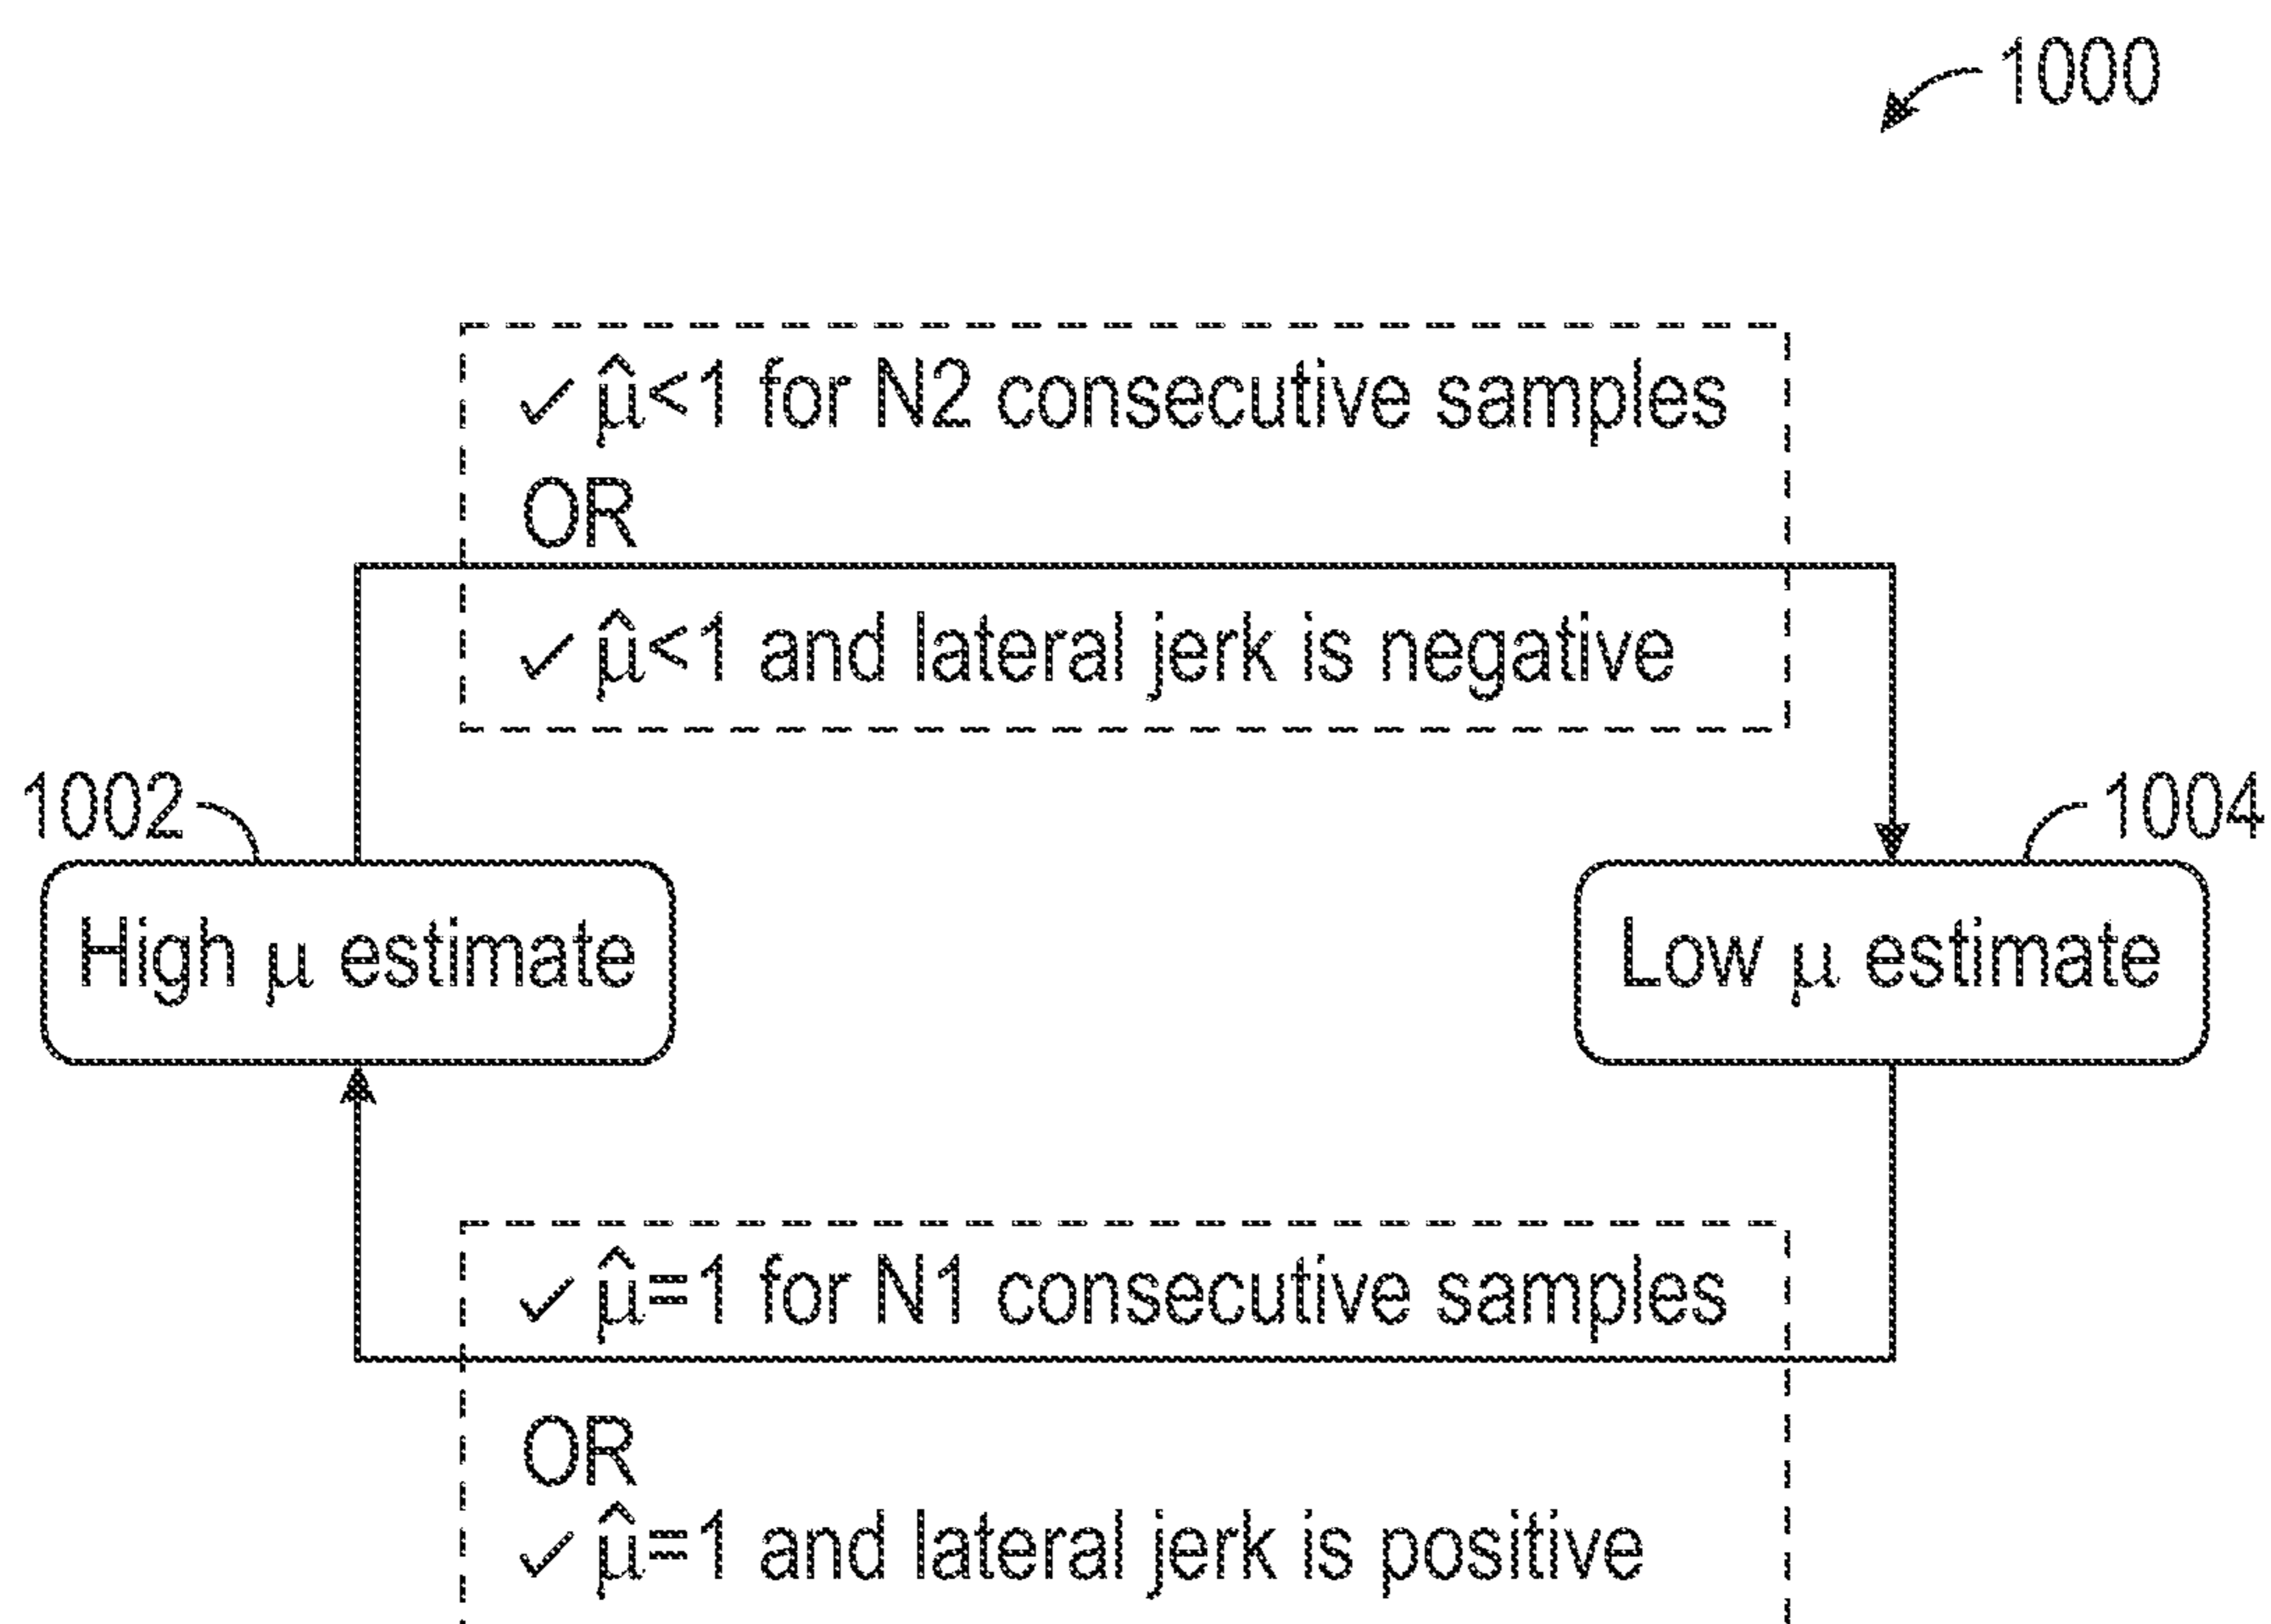 1000
✓ μ̂<1 for N2 consecutive samples
OR
✓ μ̂<1 and lateral jerk is negative
1002
1004
High μ estimate
Low μ estimate
✓ μ̂=1 for N1 consecutive samples
OR
✓ μ̂=1 and lateral jerk is positive